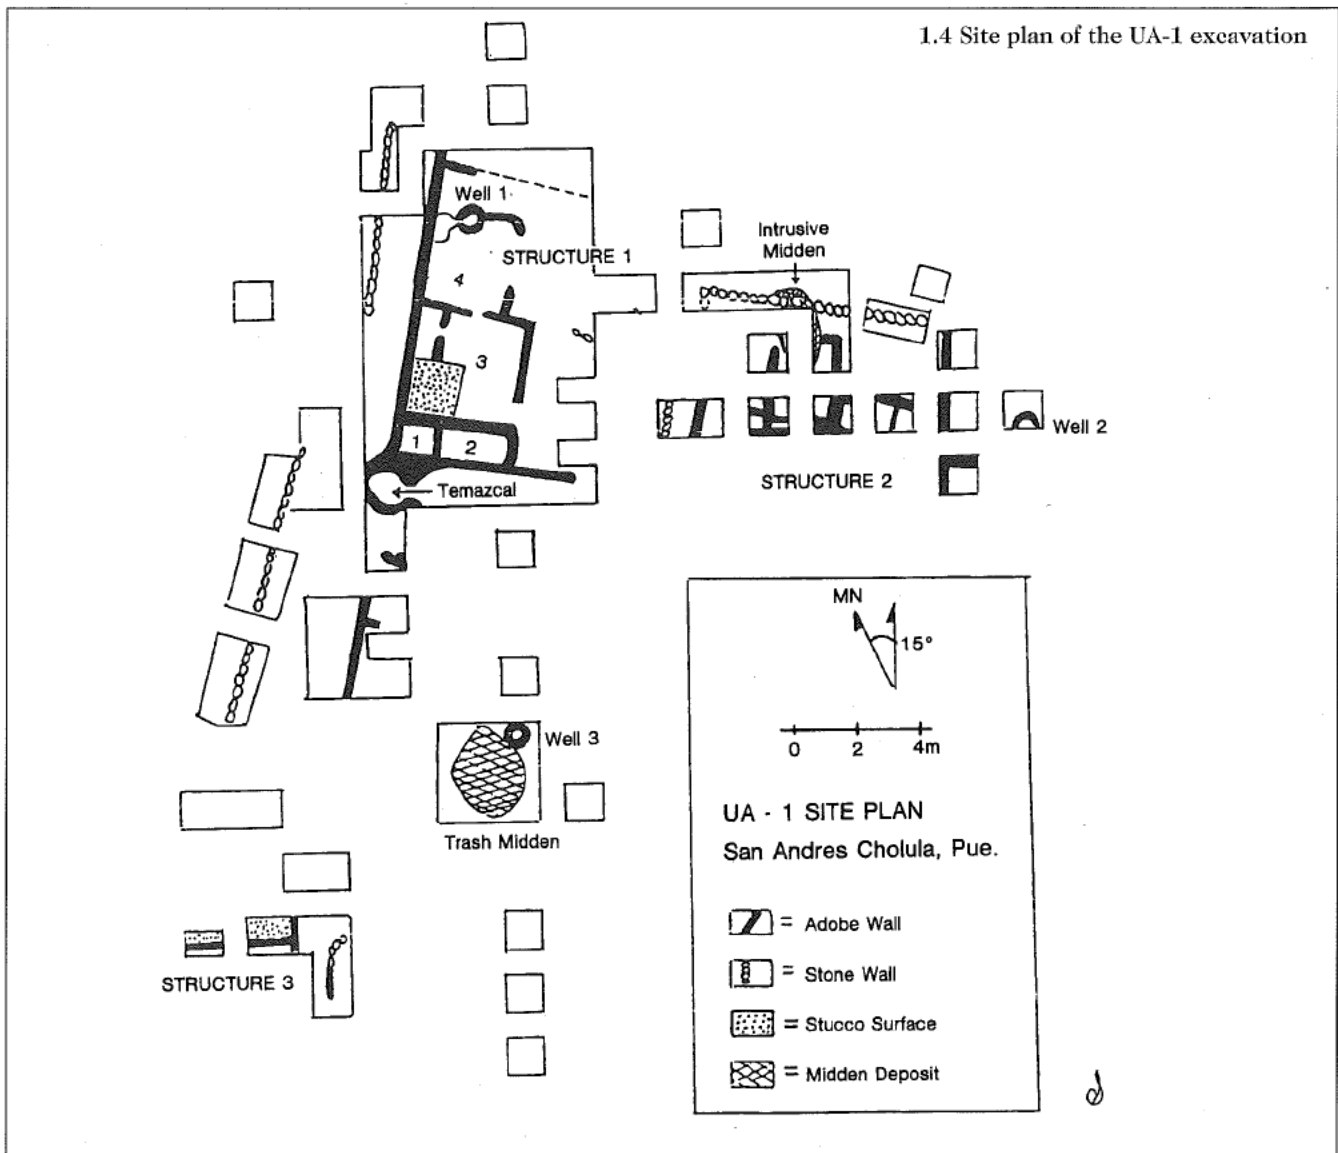 1.4 Site plan of the UA-1 excavation
Well 1
STRUCTURE 1
4
3
1
2
Temazcal
Intrusive
Midden
Well 2
STRUCTURE 2
MN
15°
0 2 4m
Well 3
Trash Midden
STRUCTURE 3
UA - 1 SITE PLAN
San Andres Cholula, Pue.
= Adobe Wall
= Stone Wall
= Stucco Surface
= Midden Deposit